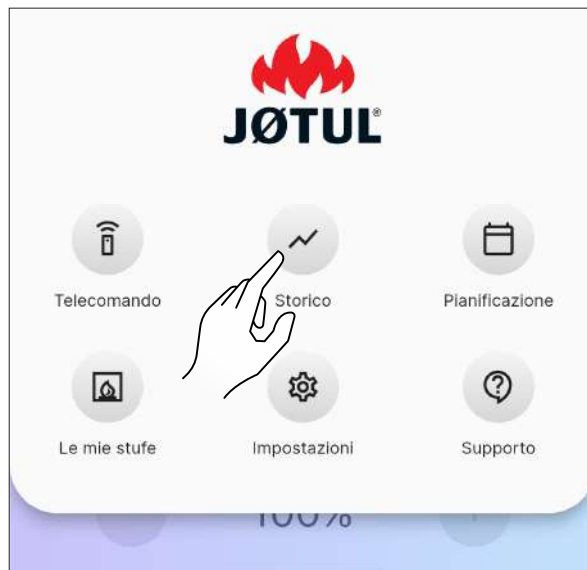 JØTUL®
Telecomando
Storico
Pianificazione
Le mie stufe
Impostazioni
Supporto
100%